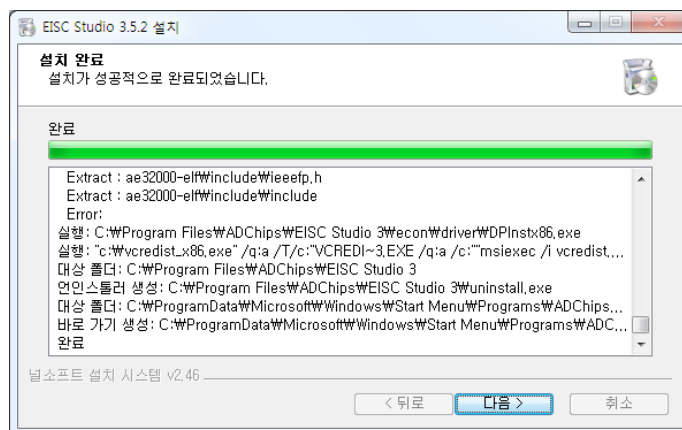 EISC Studio 3.5.2 설치
설치 완료
설치가 성공적으로 완료되었습니다.
완료
Extract : ae32000-elf₩include₩ieeefp.h
Extract : ae32000-elf₩include₩include
Error:
실행: C:₩Program Files₩ADChips₩EISC Studio 3₩econ₩driver₩DPInstx86.exe
실행: "c:₩vcredist_x86.exe" /q:a /T/c:"VCREDI~3.EXE /q:a /c:""msiexec /i vcredist....
대상 폴더: C:₩Program Files₩ADChips₩EISC Studio 3
언인스톨러 생성: C:₩Program Files₩ADChips₩EISC Studio 3₩uninstall.exe
대상 폴더: C:₩ProgramData₩Microsoft₩Windows₩Start Menu₩Programs₩ADChips...
바로 가기 생성: C:₩ProgramData₩Microsoft₩Windows₩Start Menu₩Programs₩ADC...
완료
널소프트 설치 시스템 v2.46
< 뒤로 다음 > 취소